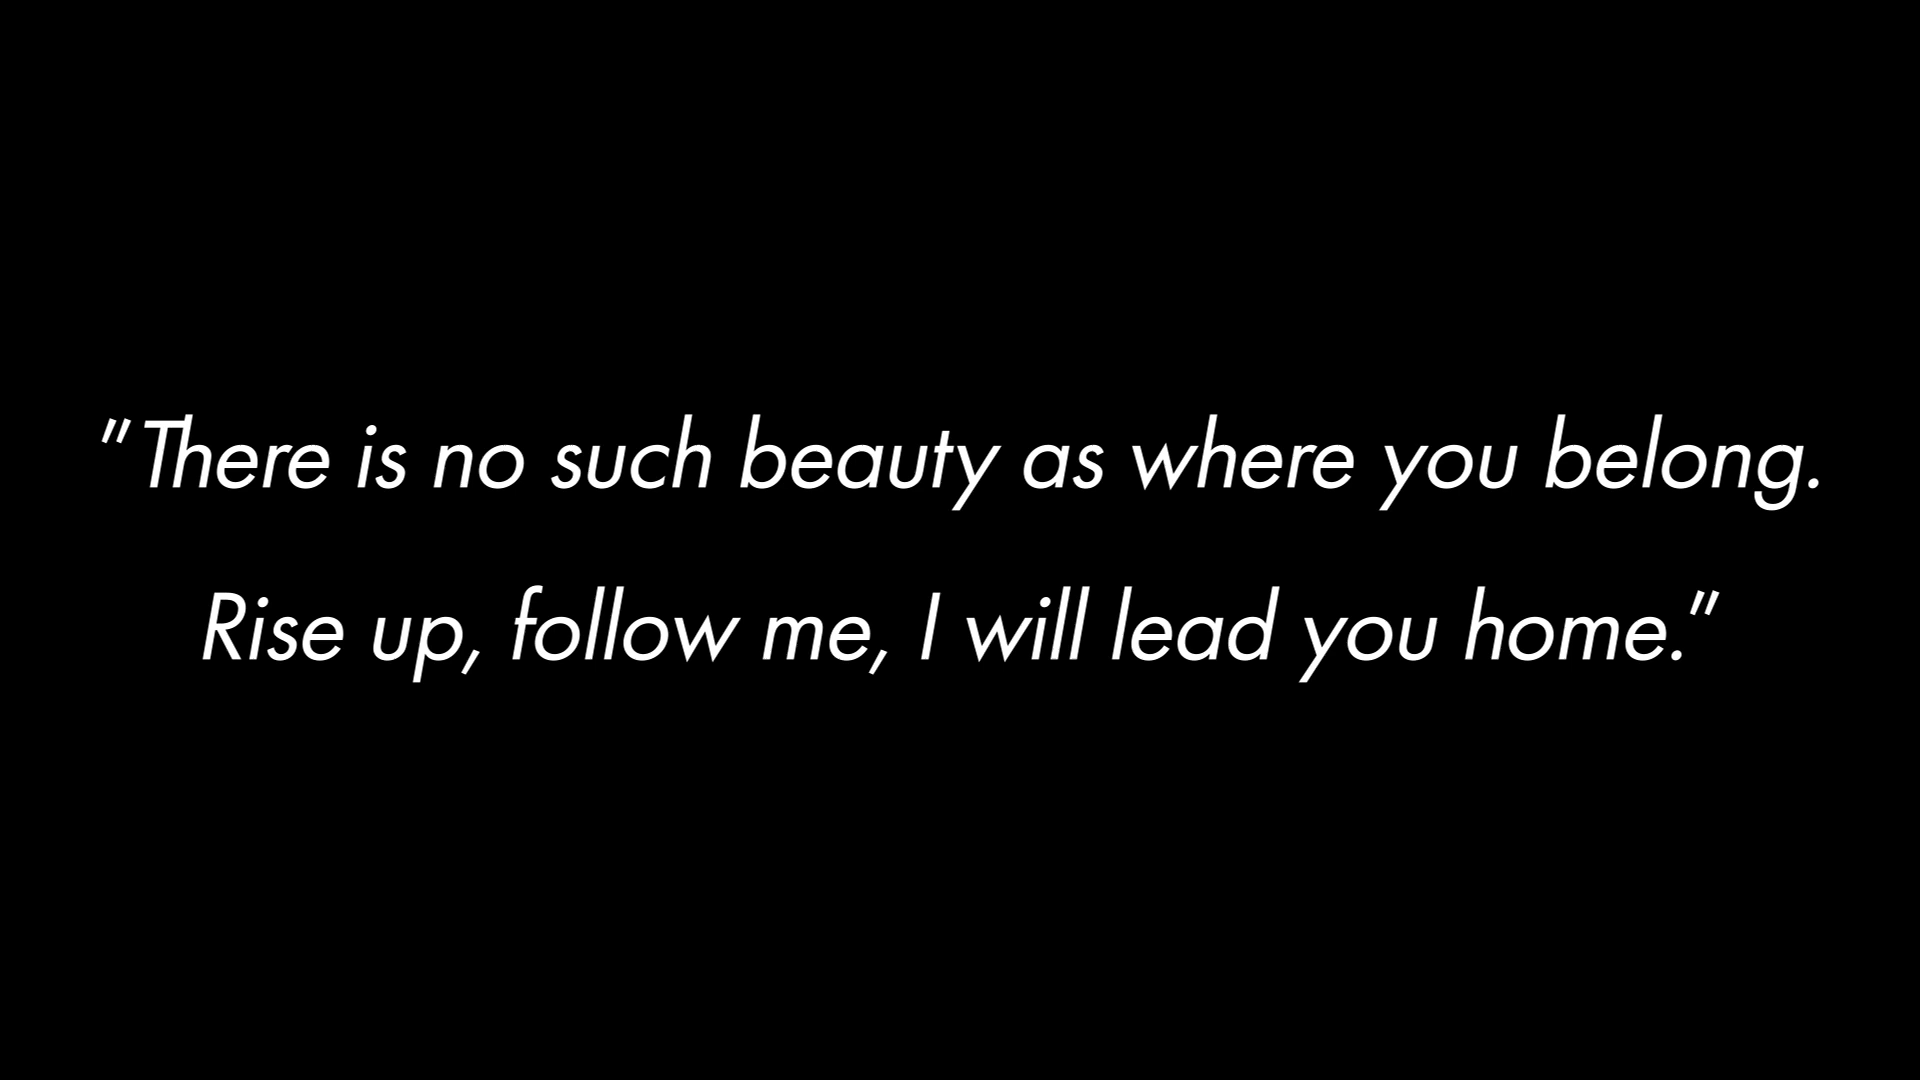 "There is no such beauty as where you belong.
Rise up, follow me, I will lead you home."